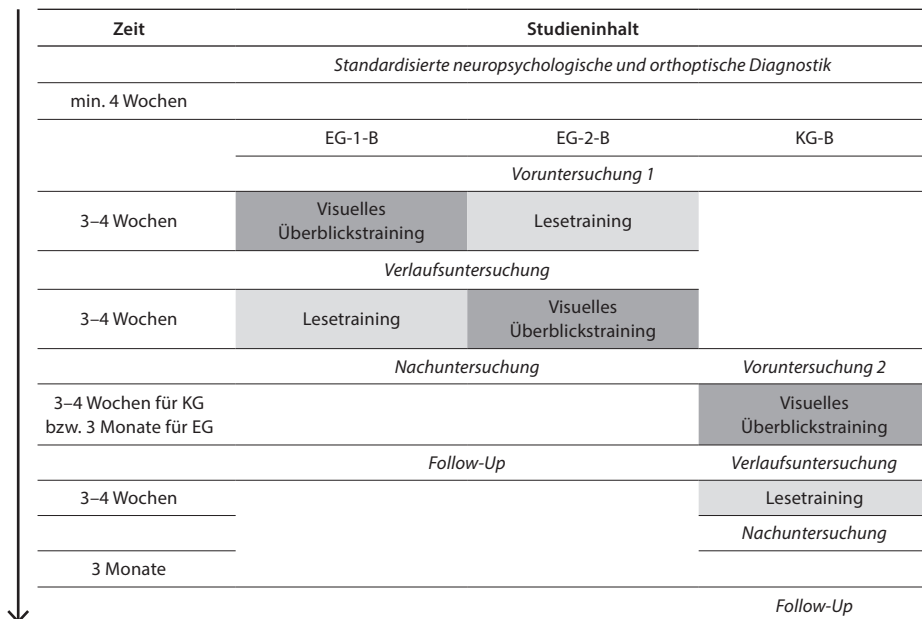 Zeit Studieninhalt
Standardisierte neuropsychologische und orthoptische Diagnostik
min. 4 Wochen
EG-1-B EG-2-B KG-B
Voruntersuchung 1
3–4 Wochen
Visuelles
Überblickstraining
Lesetraining
Verlaufsuntersuchung
3–4 Wochen
Lesetraining
Visuelles
Überblickstraining
Nachuntersuchung Voruntersuchung 2
3–4 Wochen für KG
bzw. 3 Monate für EG
Visuelles
Überblickstraining
Follow-Up Verlaufsuntersuchung
3–4 Wochen Lesetraining
Nachuntersuchung
3 Monate
Follow-Up